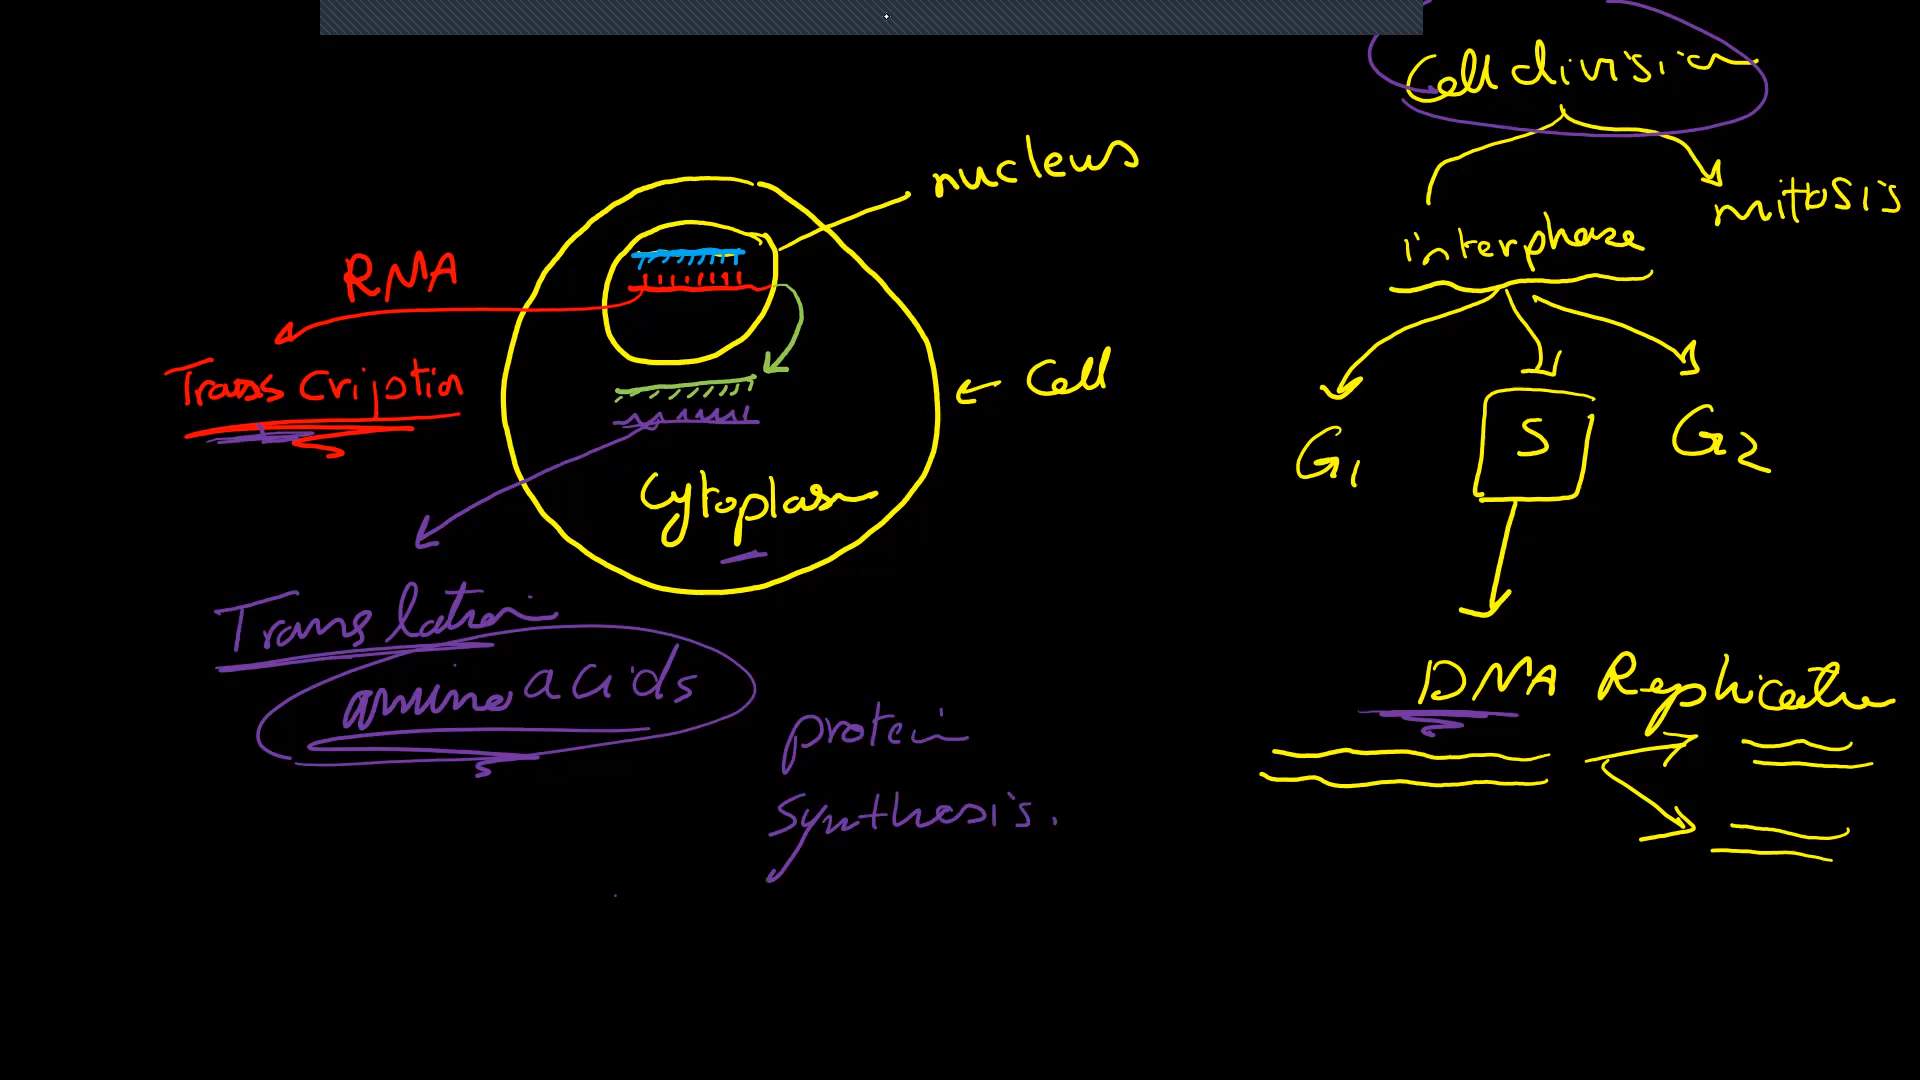 Cell division
nucleus
mitosis
interphase
RNA
Transcription
Cell
G1
S
G2
Cytoplasm
Translation
amino acids
DNA Replication
protein
synthesis.